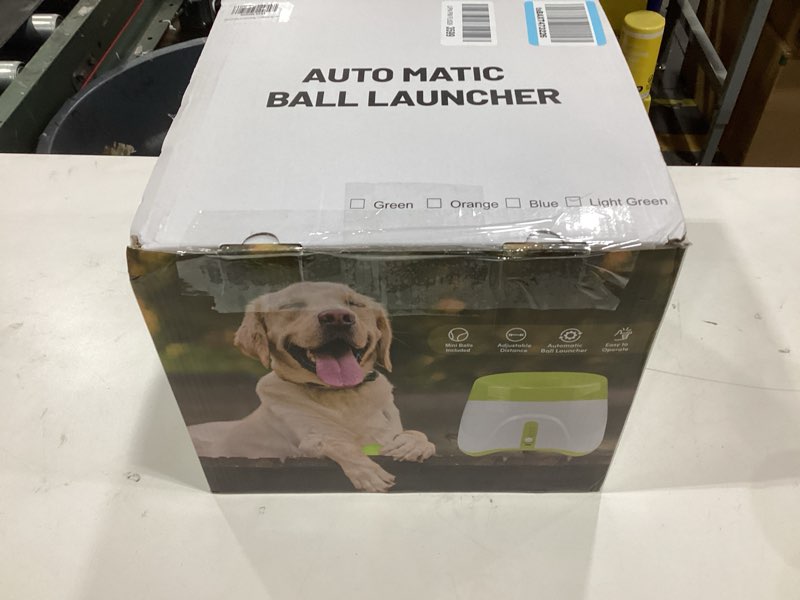 AUTO MATIC
BALL LAUNCHER
Green
Orange
Blue
Light Green
Mini Balls
Included
Adjustable
Distance
Automatic
Ball Launcher
Easy to
Operate